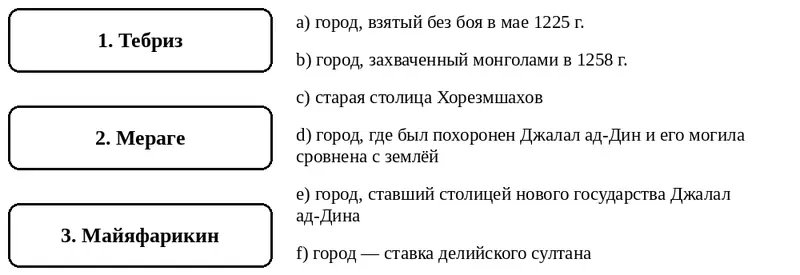 1. Тебриз
2. Мераге
3. Майяфарикин
a) город, взятый без боя в мае 1225 г.
b) город, захваченный монголами в 1258 г.
c) старая столица Хорезмшахов
d) город, где был похоронен Джалал ад-Дин и его могила
сровнена с землёй
e) город, ставший столицей нового государства Джалал
ад-Дина
f) город — ставка делийского султана